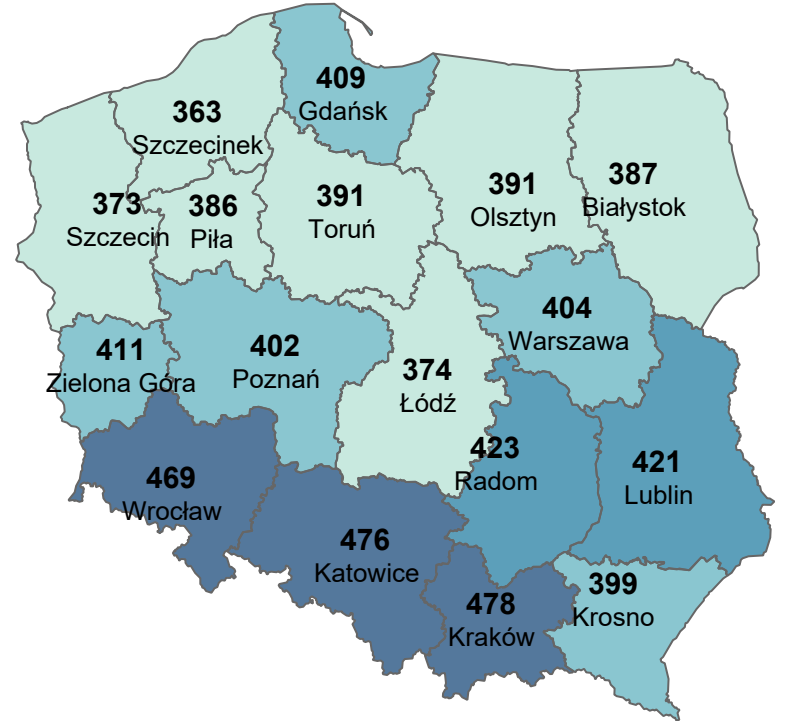 409
Gdańsk
363
Szczecinek
373
Szczecin
386
Piła
391
Toruń
391
Olsztyn
387
Białystok
411
Zielona Góra
402
Poznań
374
Łódź
404
Warszawa
469
Wrocław
476
Katowice
423
Radom
421
Lublin
478
Kraków
399
Krosno